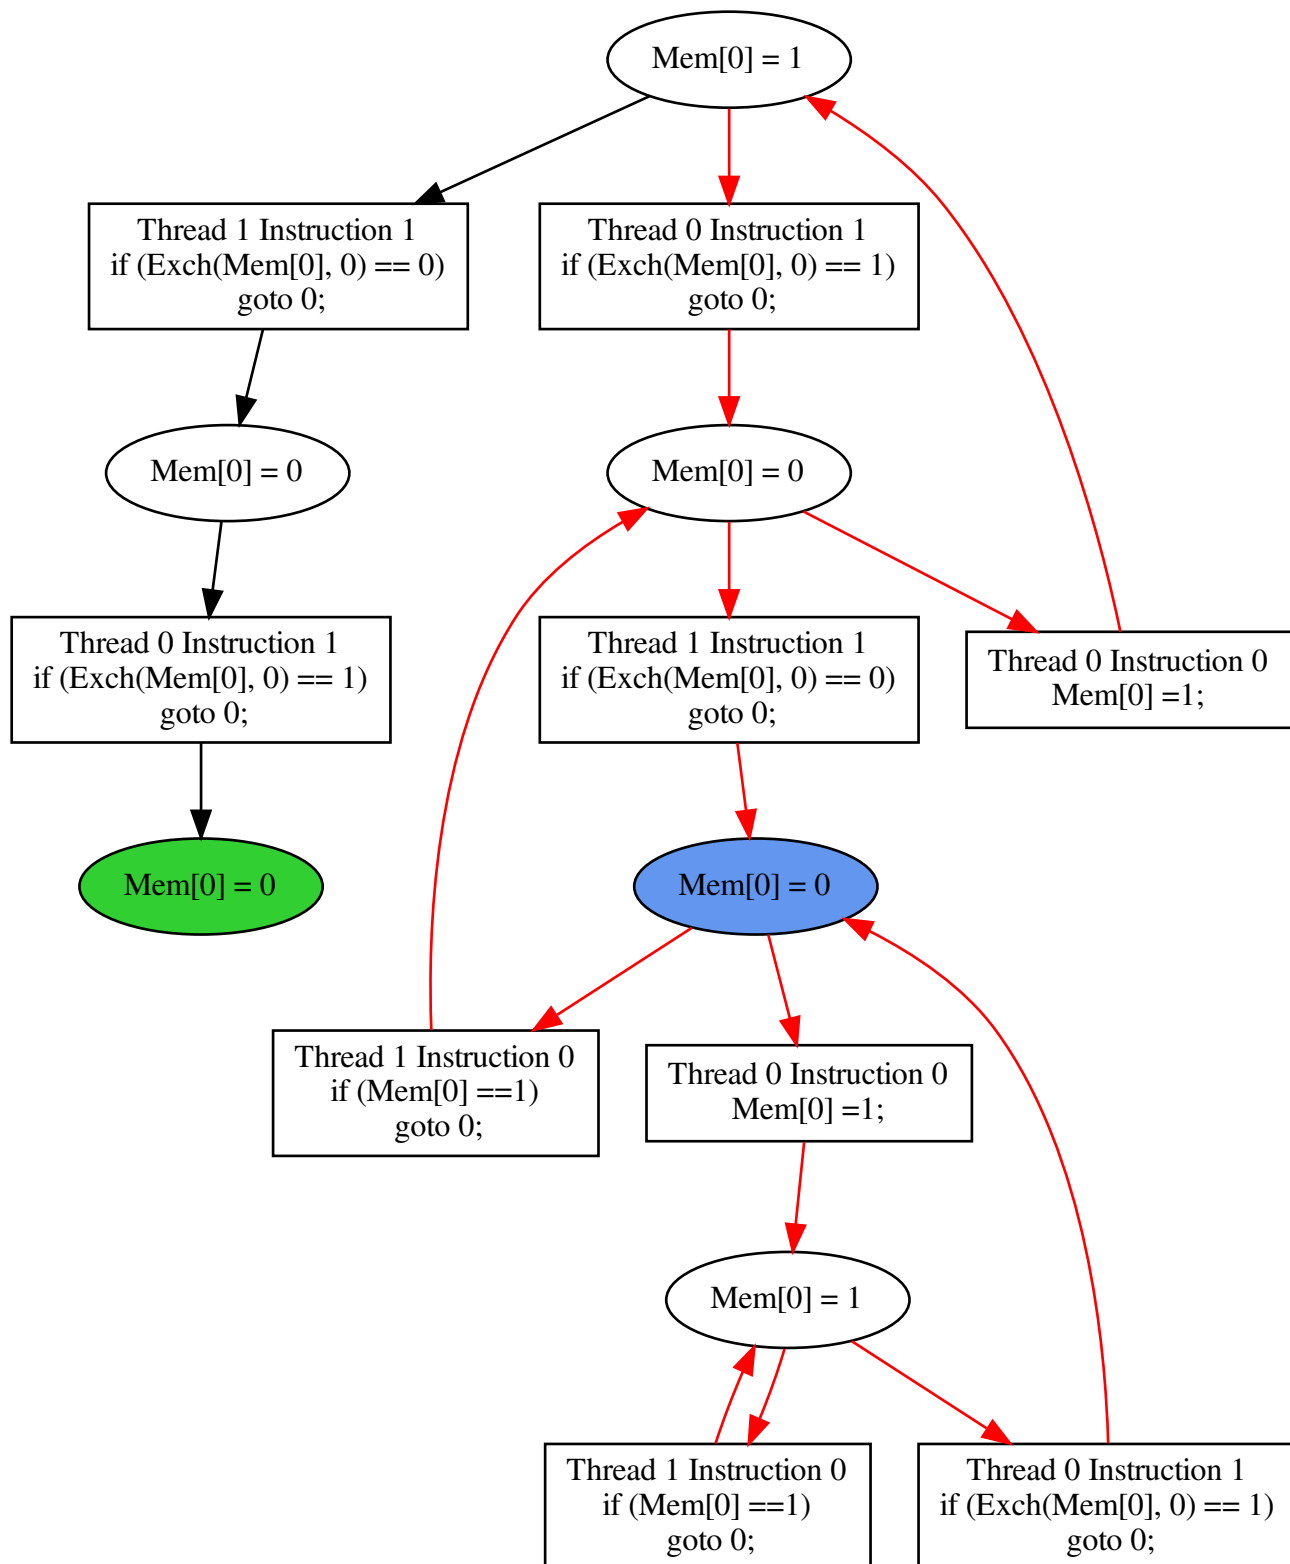 Mem[0] = 1
Thread 1 Instruction 1
if (Exch(Mem[0], 0) == 0)
goto 0;
Thread 0 Instruction 1
if (Exch(Mem[0], 0) == 1)
goto 0;
Mem[0] = 0
Mem[0] = 0
Thread 0 Instruction 1
if (Exch(Mem[0], 0) == 1)
goto 0;
Thread 1 Instruction 1
if (Exch(Mem[0], 0) == 0)
goto 0;
Thread 0 Instruction 0
Mem[0] =1;
Mem[0] = 0
Mem[0] = 0
Thread 1 Instruction 0
if (Mem[0] ==1)
goto 0;
Thread 0 Instruction 0
Mem[0] =1;
Mem[0] = 1
Thread 1 Instruction 0
if (Mem[0] ==1)
goto 0;
Thread 0 Instruction 1
if (Exch(Mem[0], 0) == 1)
goto 0;